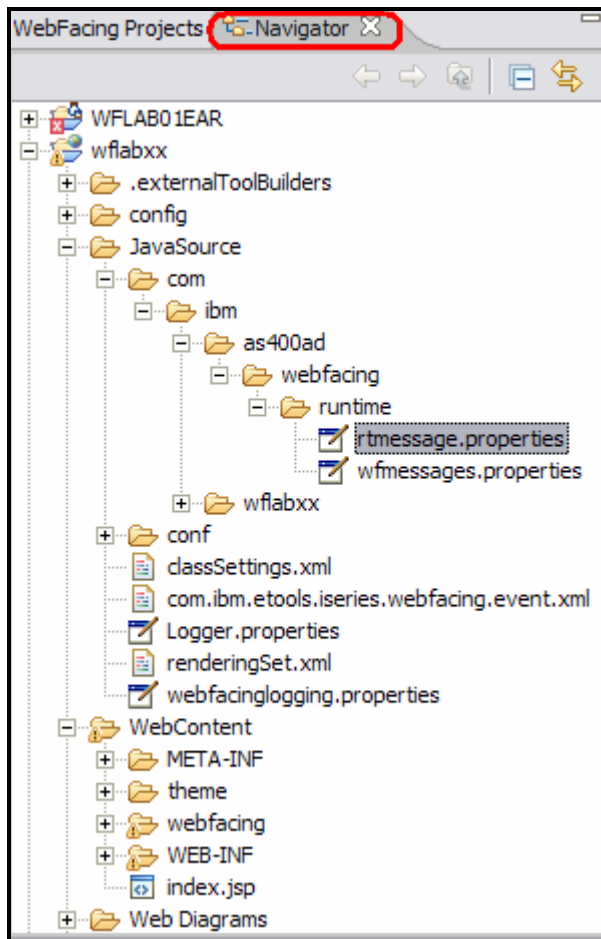 WebFacing Projects Navigator
WFLAB01EAR
wflabxx
.externalToolBuilders
config
JavaSource
com
ibm
as400ad
webfacing
runtime
rtmessage.properties
wfmessages.properties
wflabxx
conf
classSettings.xml
com.ibm.etools.iseries.webfacing.event.xml
Logger.properties
renderingSet.xml
webfacinglogging.properties
WebContent
META-INF
theme
webfacing
WEB-INF
index.jsp
Web Diagrams